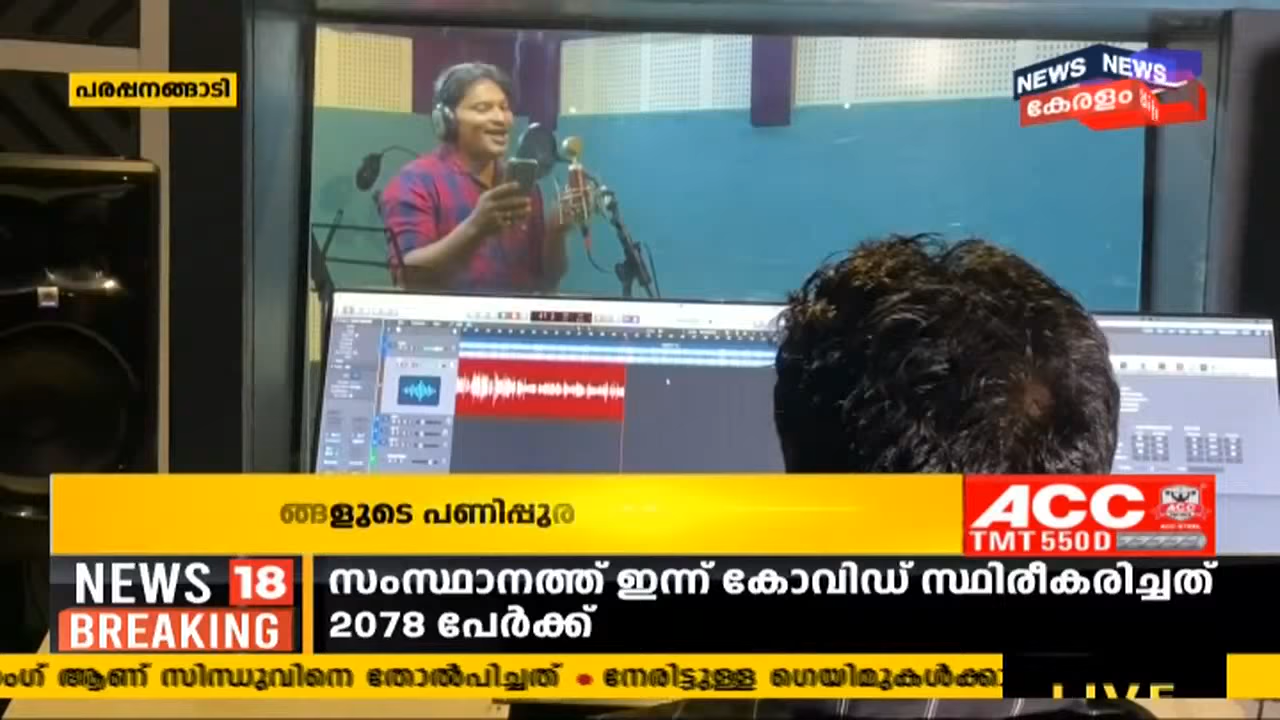 പരപ്പനങ്ങാടി
NEWS NEWS
കേരളം
ങ്ങളുടെ പണിപ്പുര
ACC
TMT 550D
NEWS 18
BREAKING
സംസ്ഥാനത്ത് ഇന്ന് കോവിഡ് സ്ഥിരീകരിച്ചത്
2078 പേർക്ക്
ആണ് സിന്ധുവിനെ തോൽപിച്ചത് • നേരിട്ടുള്ള ഗെയിമുകൾക്കാ
LIVE